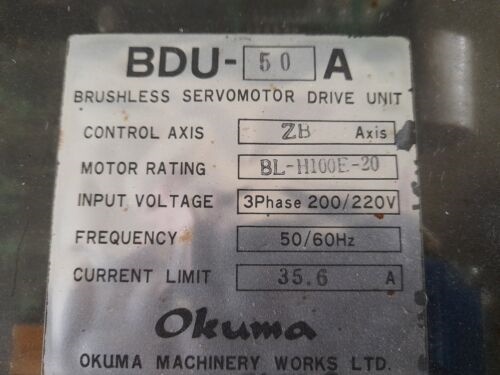 BDU-50A
BRUSHLESS SERVOMOTOR DRIVE UNIT
CONTROL AXIS ZB Axis
MOTOR RATING BL-H100E-20
INPUT VOLTAGE 3Phase 200/220V
FREQUENCY 50/60Hz
CURRENT LIMIT 35.6 A
Okuma
OKUMA MACHINERY WORKS LTD.